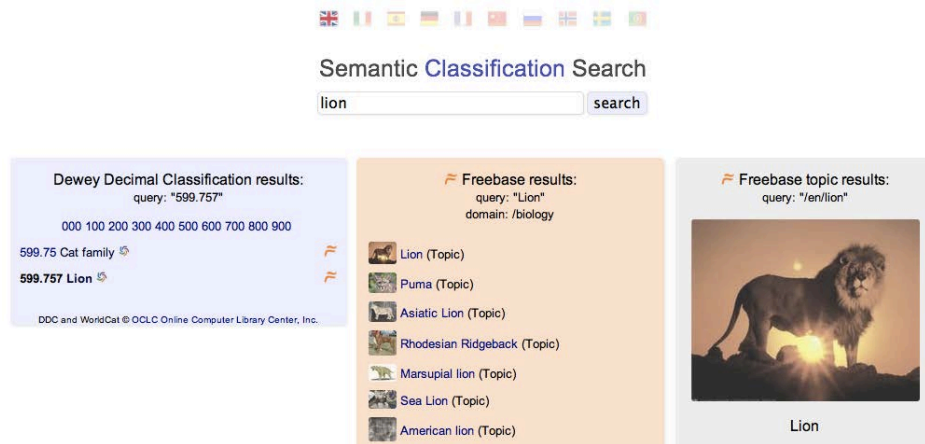 Semantic Classification Search
lion
search
Dewey Decimal Classification results:
query: "599.757"
000 100 200 300 400 500 600 700 800 900
599.75 Cat family
599.757 Lion
DDC and WorldCat © OCLC Online Computer Library Center, Inc.
Freebase results:
query: "Lion"
domain: /biology
Lion (Topic)
Puma (Topic)
Asiatic Lion (Topic)
Rhodesian Ridgeback (Topic)
Marsupial lion (Topic)
Sea Lion (Topic)
American lion (Topic)
Freebase topic results:
query: "/en/lion"
Lion